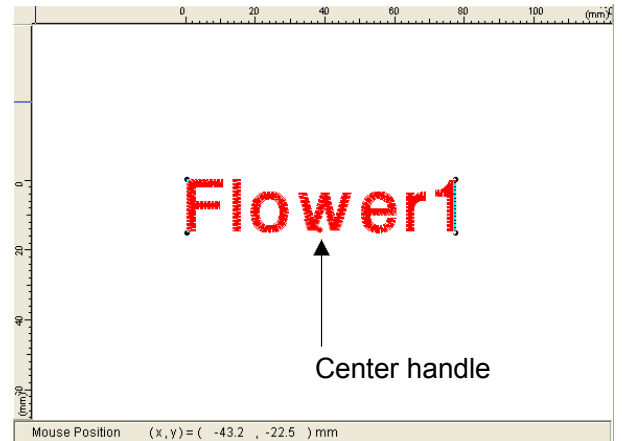 0 20 40 60 80 100 (mm)
0
20
40
(mm)
Flower1
Center handle
Mouse Position (x,y)=( -43.2 , -22.5 ) mm